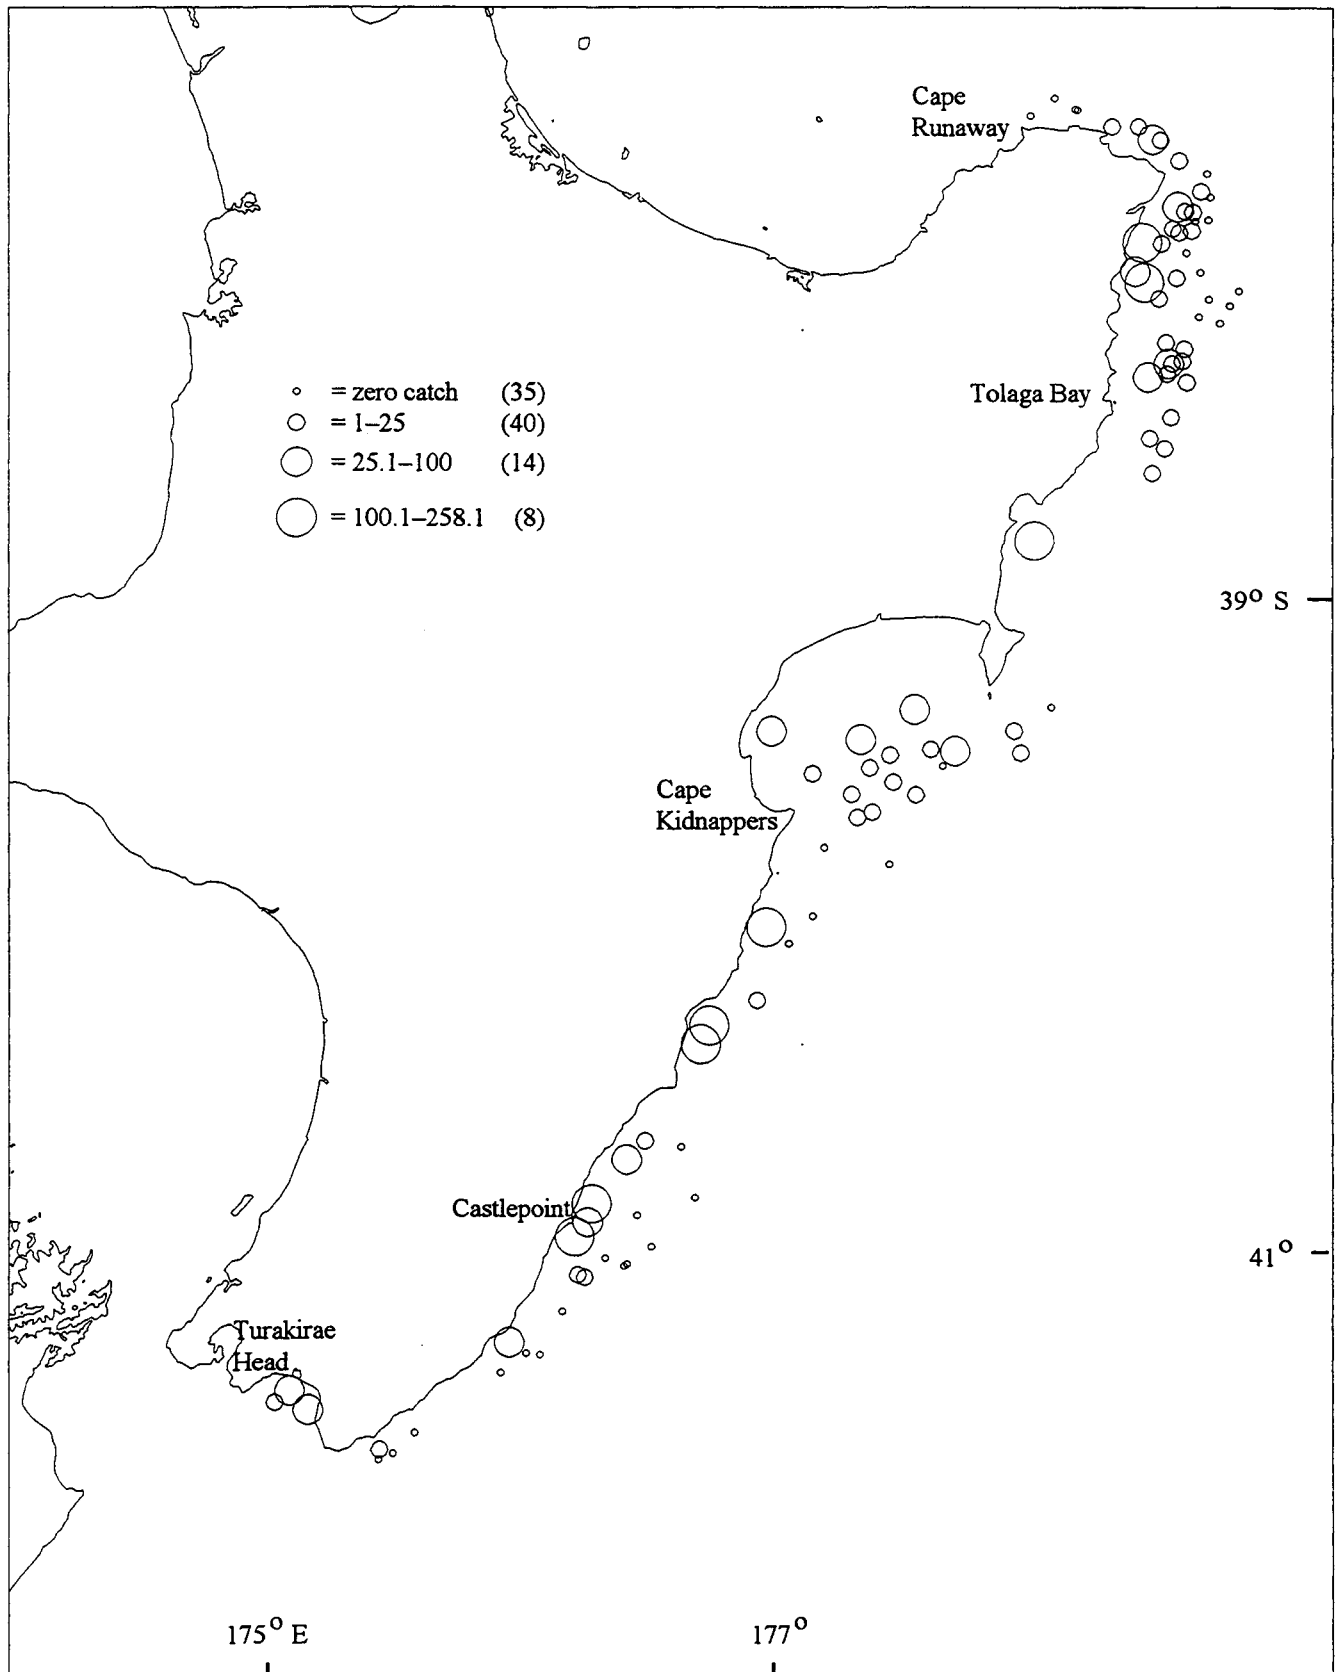 Cape
Runaway
= zero catch (35)
= 1–25 (40)
= 25.1–100 (14)
= 100.1–258.1 (8)
Tolaga Bay
39° S
Cape
Kidnappers
Castlepoint
41°
Turakirae
Head
175° E
177°